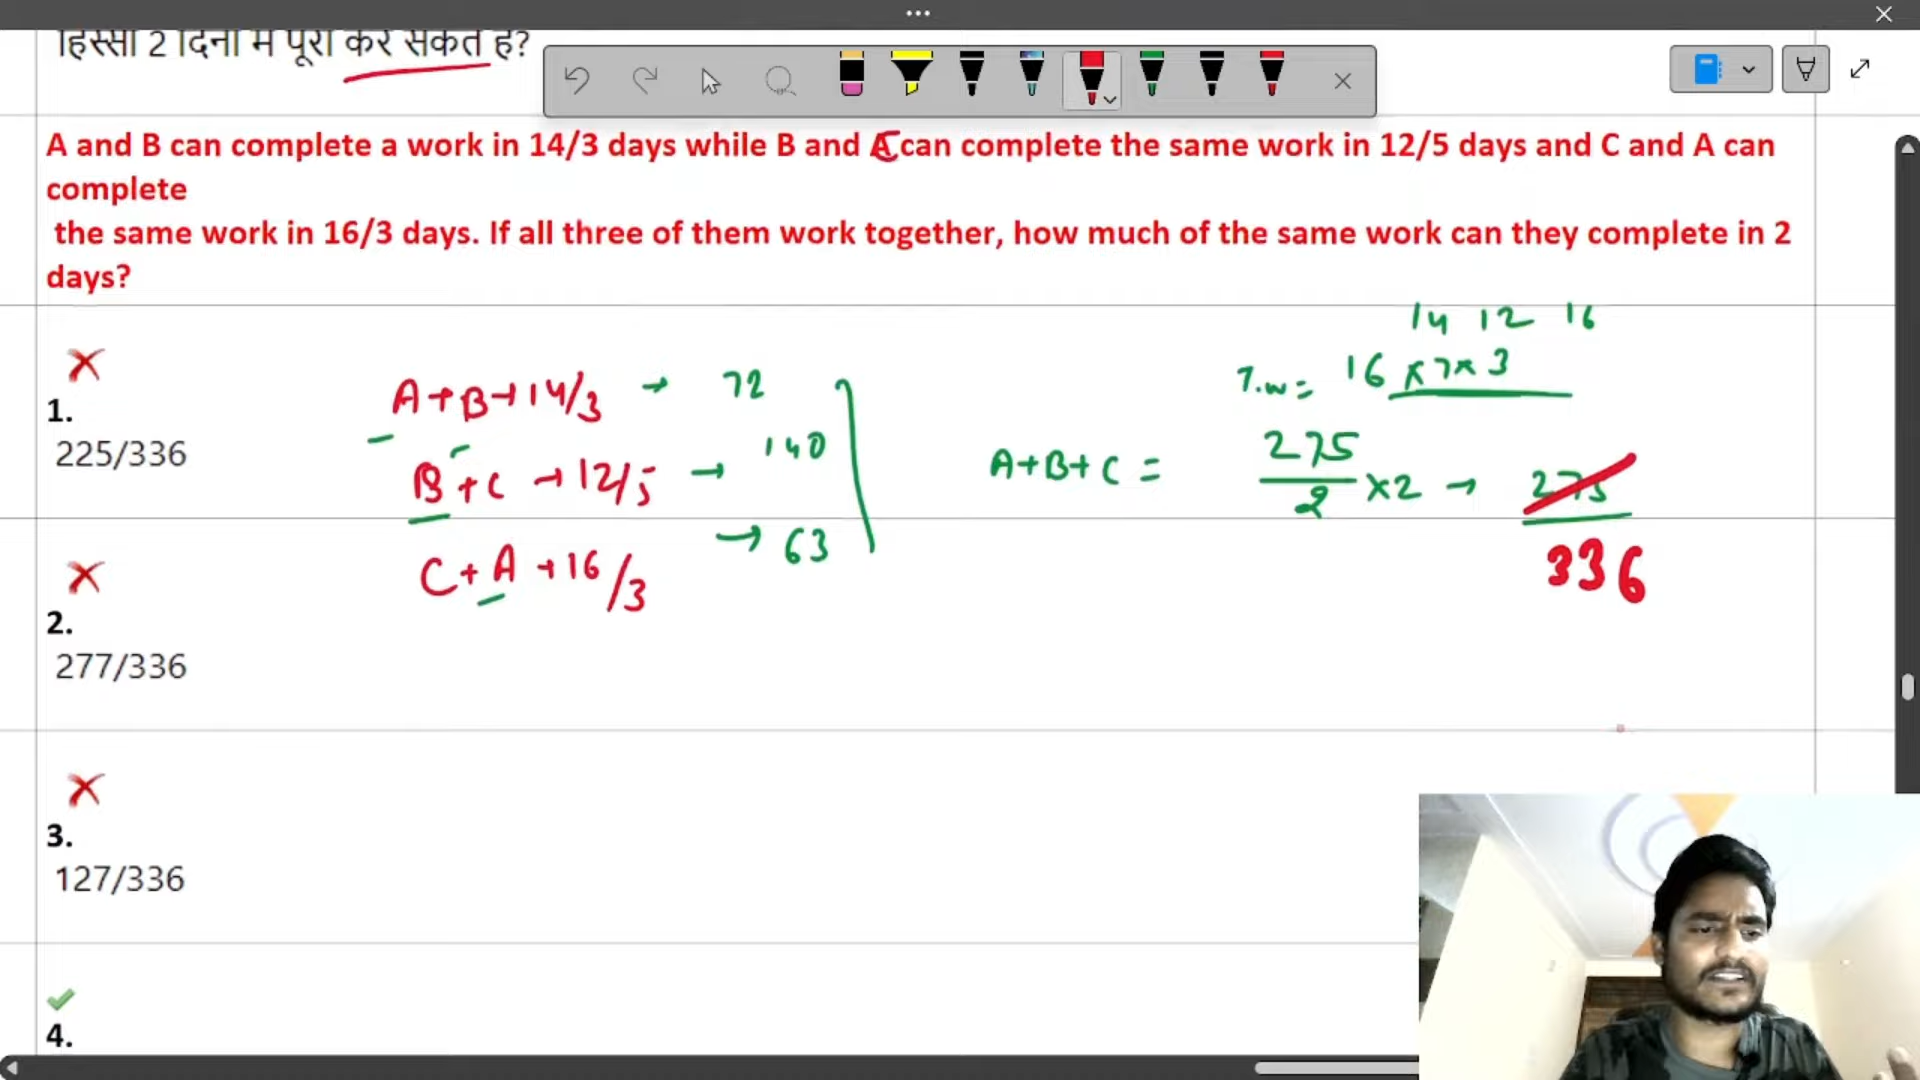 हिस्सा 2 दिनों में पूरा कर सकते हैं?
A and B can complete a work in 14/3 days while B and C can complete the same work in 12/5 days and C and A can
complete
the same work in 16/3 days. If all three of them work together, how much of the same work can they complete in 2
days?
14 12 16
T.W = 16 x 7 x 3
1.
225/336
A+B→14/3 → 72
B+C → 12/5 → 140
C+A →16/3 → 63
A+B+C = 275/2 x2 → 275/336
2.
277/336
3.
127/336
4.